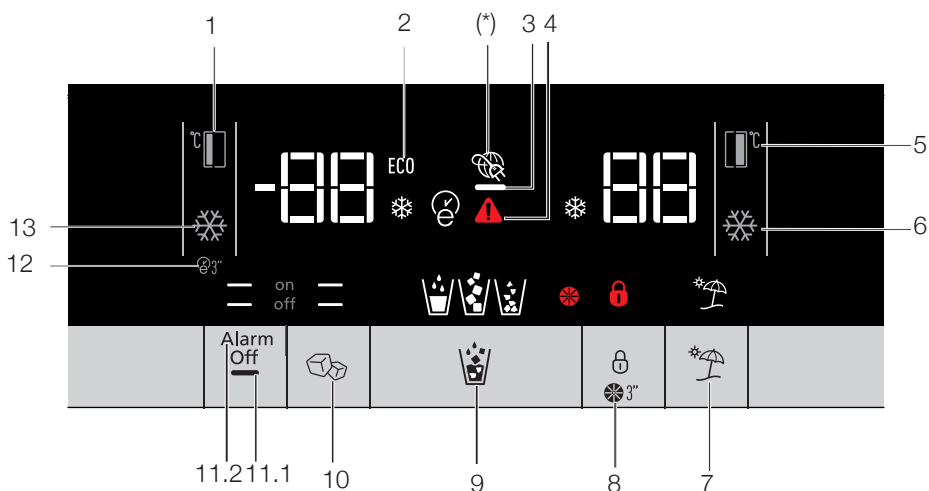 1 2 (*) 3 4
℃ -88 ECO 88 ℃
5
13 6
12 e 3"
e
on
off
Alarm
Off
3"
11.2 11.1 10 9 8 7